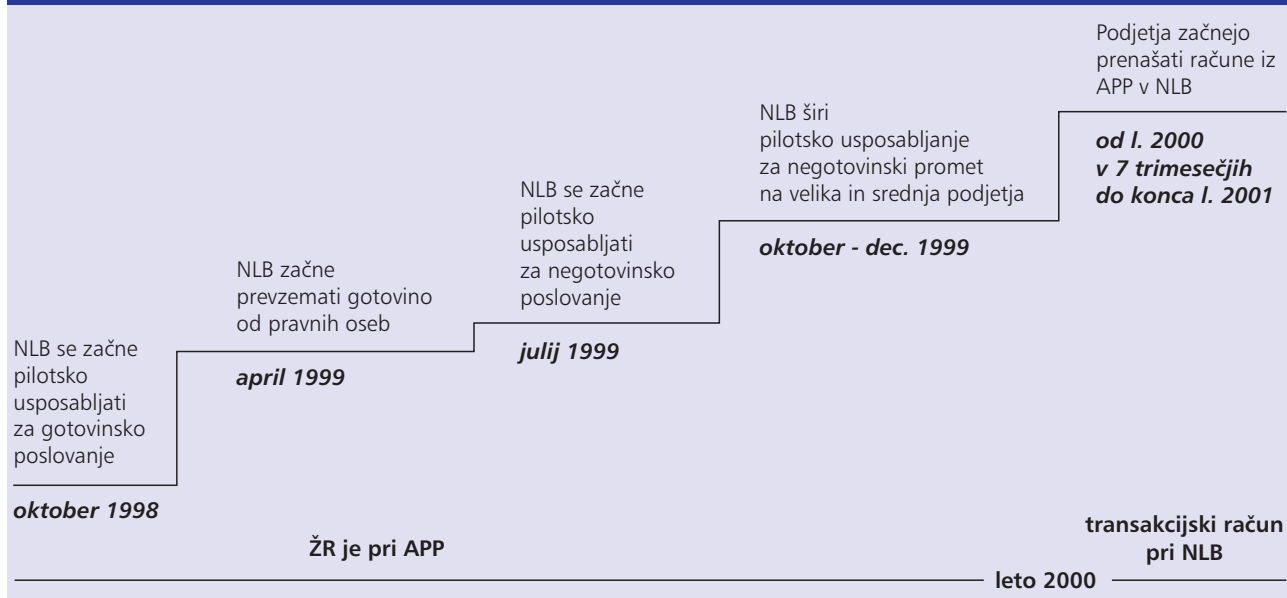 NLB se začne
pilotsko
usposabljati
za gotovinsko
poslovanje
oktober 1998
NLB začne
prevzemati gotovino
od pravnih oseb
april 1999
NLB se začne
pilotsko
usposabljati
za negotovinsko
poslovanje
julij 1999
NLB širi
pilotsko usposabljanje
za negotovinski promet
na velika in srednja podjetja
oktober - dec. 1999
Podjetja začnejo
prenašati račune iz
APP v NLB
od l. 2000
v 7 trimesečjih
do konca l. 2001
ŽR je pri APP
transakcijski račun
pri NLB
leto 2000